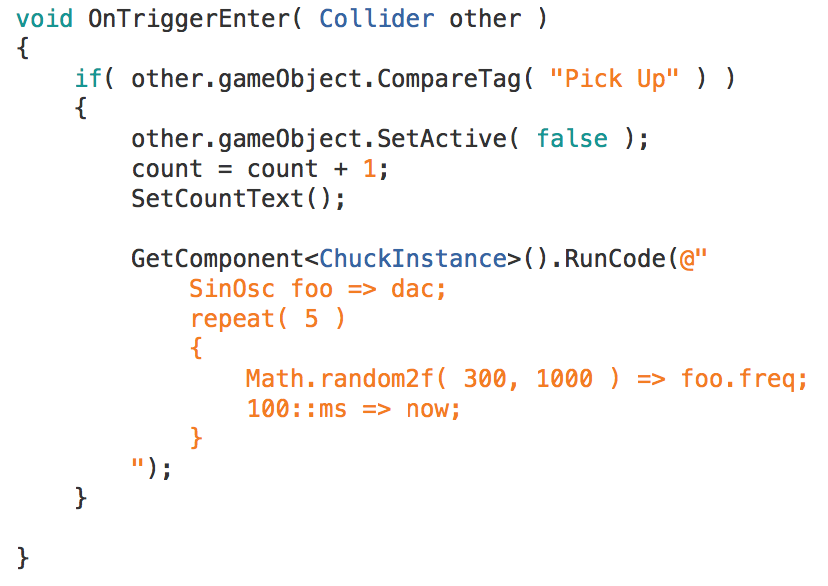 void OnTriggerEnter( Collider other )
{
    if( other.gameObject.CompareTag( "Pick Up" ) )
    {
        other.gameObject.SetActive( false );
        count = count + 1;
        SetCountText();

        GetComponent<ChuckInstance>().RunCode(@"
            SinOsc foo => dac;
            repeat( 5 )
            {
                Math.random2f( 300, 1000 ) => foo.freq;
                100::ms => now;
            }
        ");
    }

}